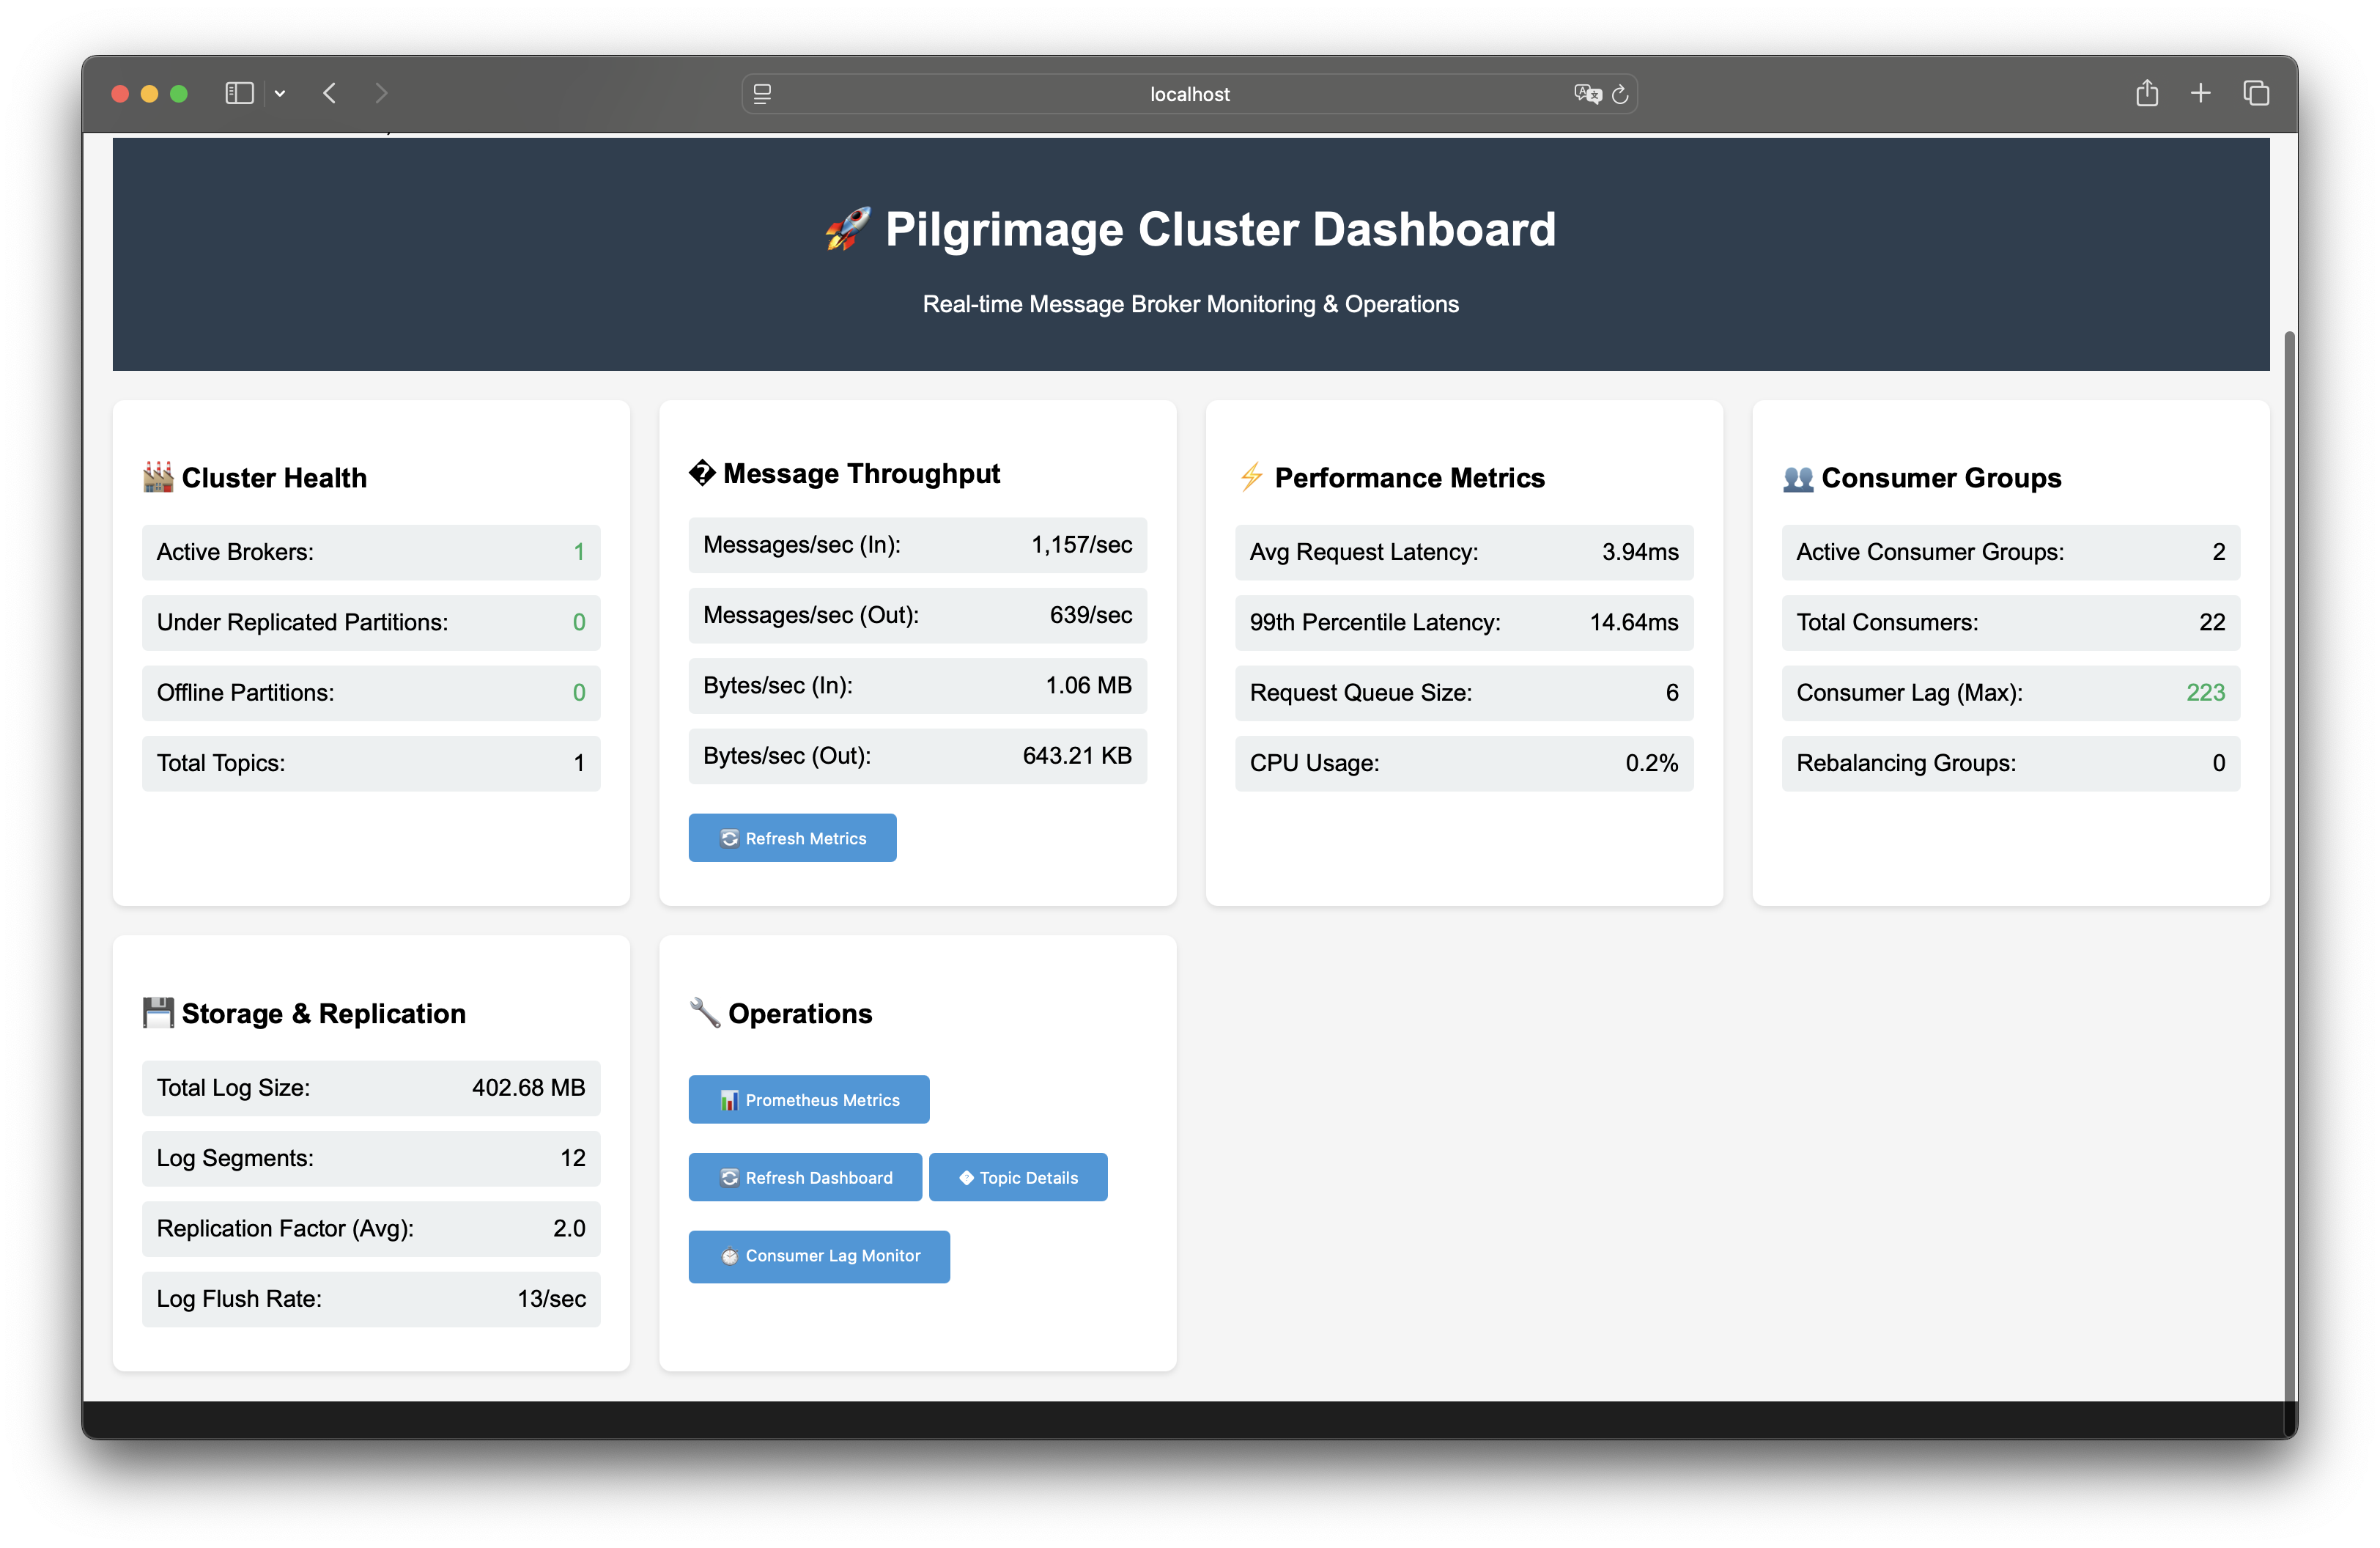 localhost
🚀 Pilgrimage Cluster Dashboard
Real-time Message Broker Monitoring & Operations
🏭 Cluster Health
Active Brokers: 1
Under Replicated Partitions: 0
Offline Partitions: 0
Total Topics: 1
� Message Throughput
Messages/sec (In): 1,157/sec
Messages/sec (Out): 639/sec
Bytes/sec (In): 1.06 MB
Bytes/sec (Out): 643.21 KB
🔄 Refresh Metrics
⚡ Performance Metrics
Avg Request Latency: 3.94ms
99th Percentile Latency: 14.64ms
Request Queue Size: 6
CPU Usage: 0.2%
👥 Consumer Groups
Active Consumer Groups: 2
Total Consumers: 22
Consumer Lag (Max): 223
Rebalancing Groups: 0
💾 Storage & Replication
Total Log Size: 402.68 MB
Log Segments: 12
Replication Factor (Avg): 2.0
Log Flush Rate: 13/sec
🔧 Operations
📊 Prometheus Metrics
🔄 Refresh Dashboard
� Topic Details
⏱️ Consumer Lag Monitor